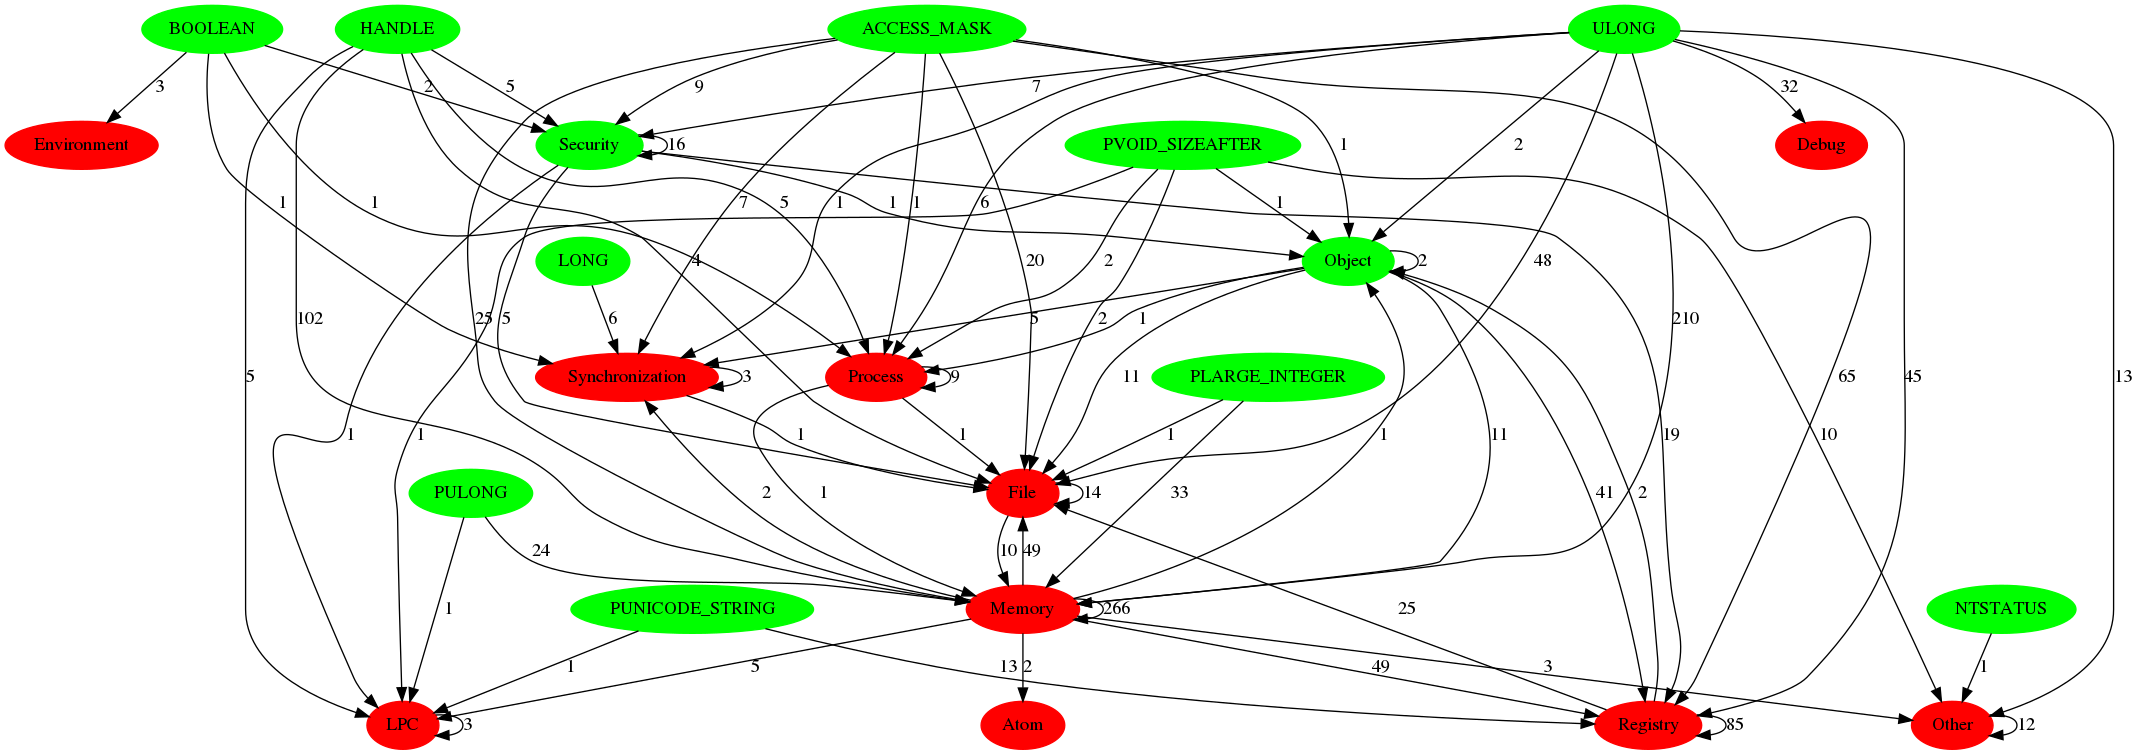 BOOLEAN HANDLE ACCESS_MASK ULONG
3 2 5 9 7 32
Environment Security 16 PVOID_SIZEAFTER 1 2 Debug
1 1 5 7 1 1 1 6 1
LONG 4 20 2 Object 2 48
102 25 5 6 5 2 1 210
5 Synchronization 3 Process 9 11 PLARGE_INTEGER 65 45 13
1 1 1 1 1 1 11 19 10
PULONG 2 1 File 14 33 41 2
24 10 49
1 PUNICODE_STRING Memory 266 25 NTSTATUS
1 5 13 2 49 3 1
LPC 3 Atom Registry 85 Other 12